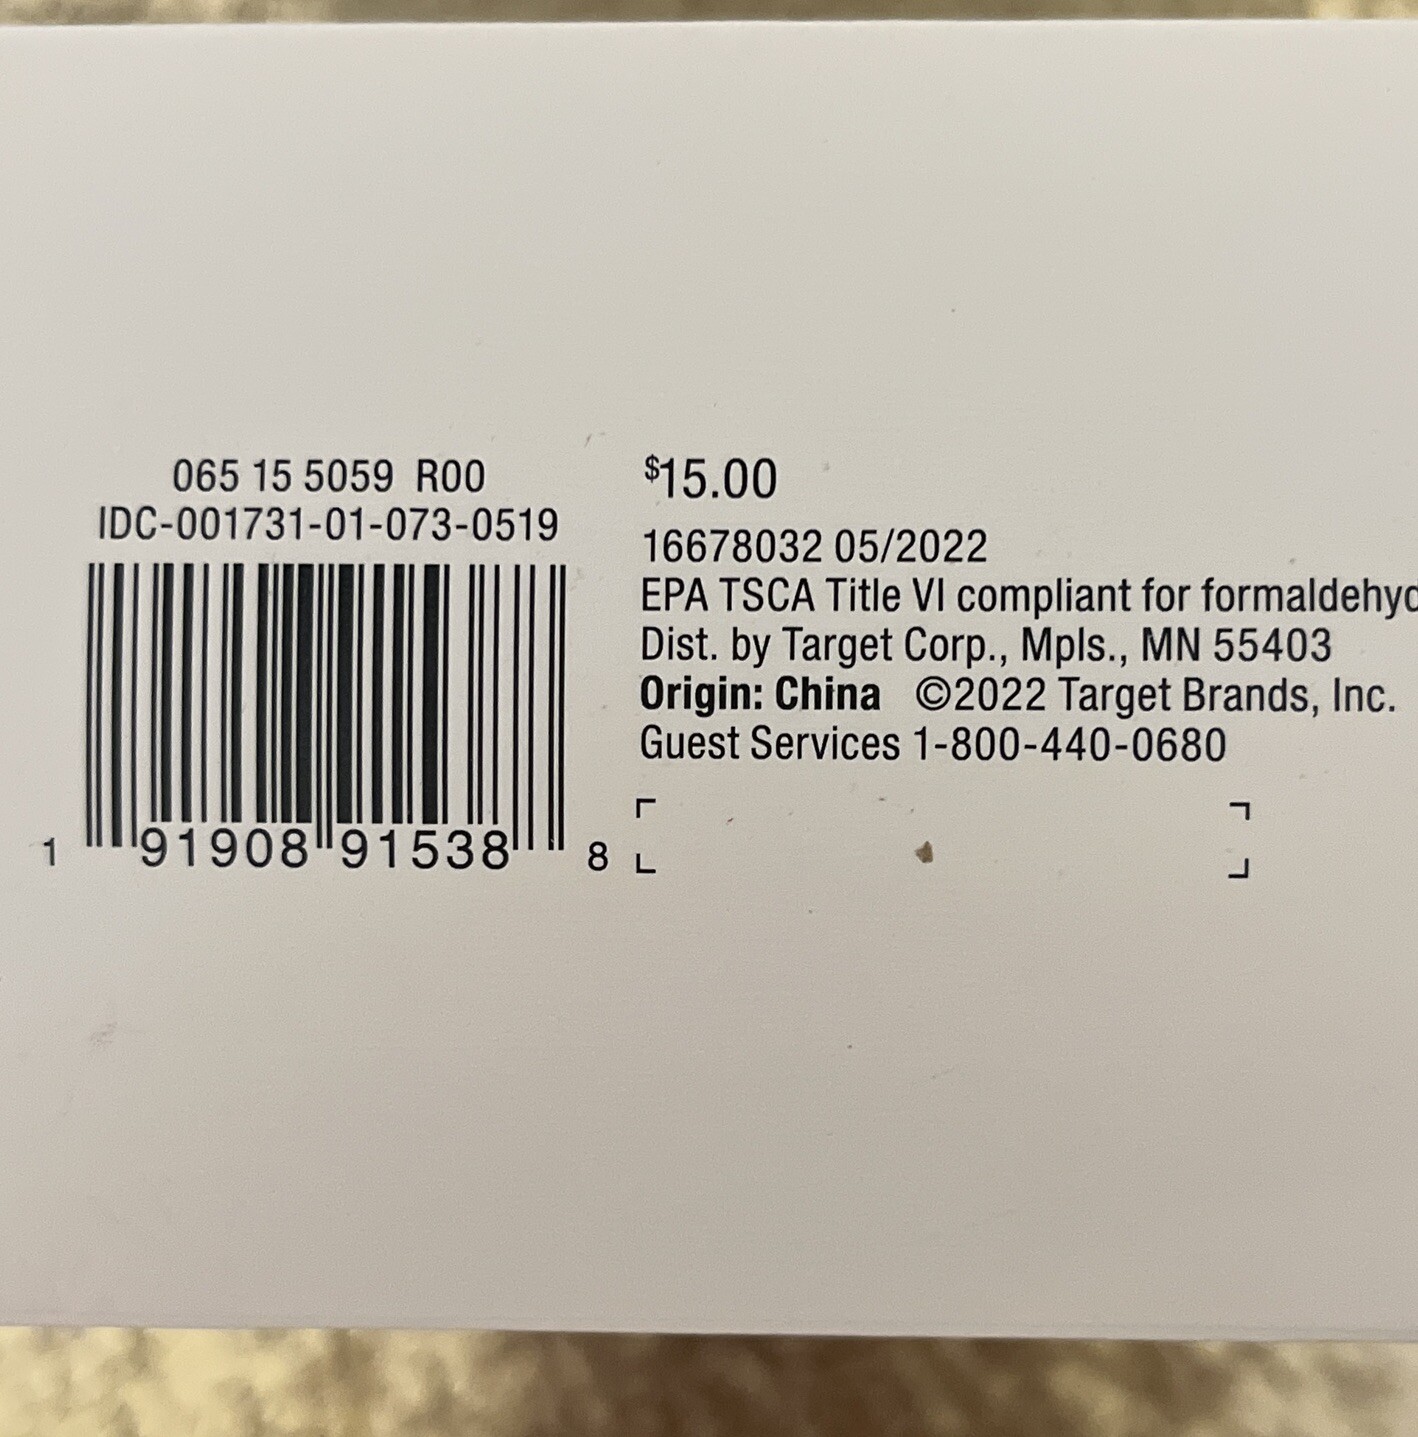 065 15 5059 R00
IDC-001731-01-073-0519
1 91908 91538 8
$15.00
16678032 05/2022
EPA TSCA Title VI compliant for
Dist. by Target Corp., Mpls., MN 55403
Origin: China ©2022 Target Brands, Inc.
Guest Services 1-800-440-0680